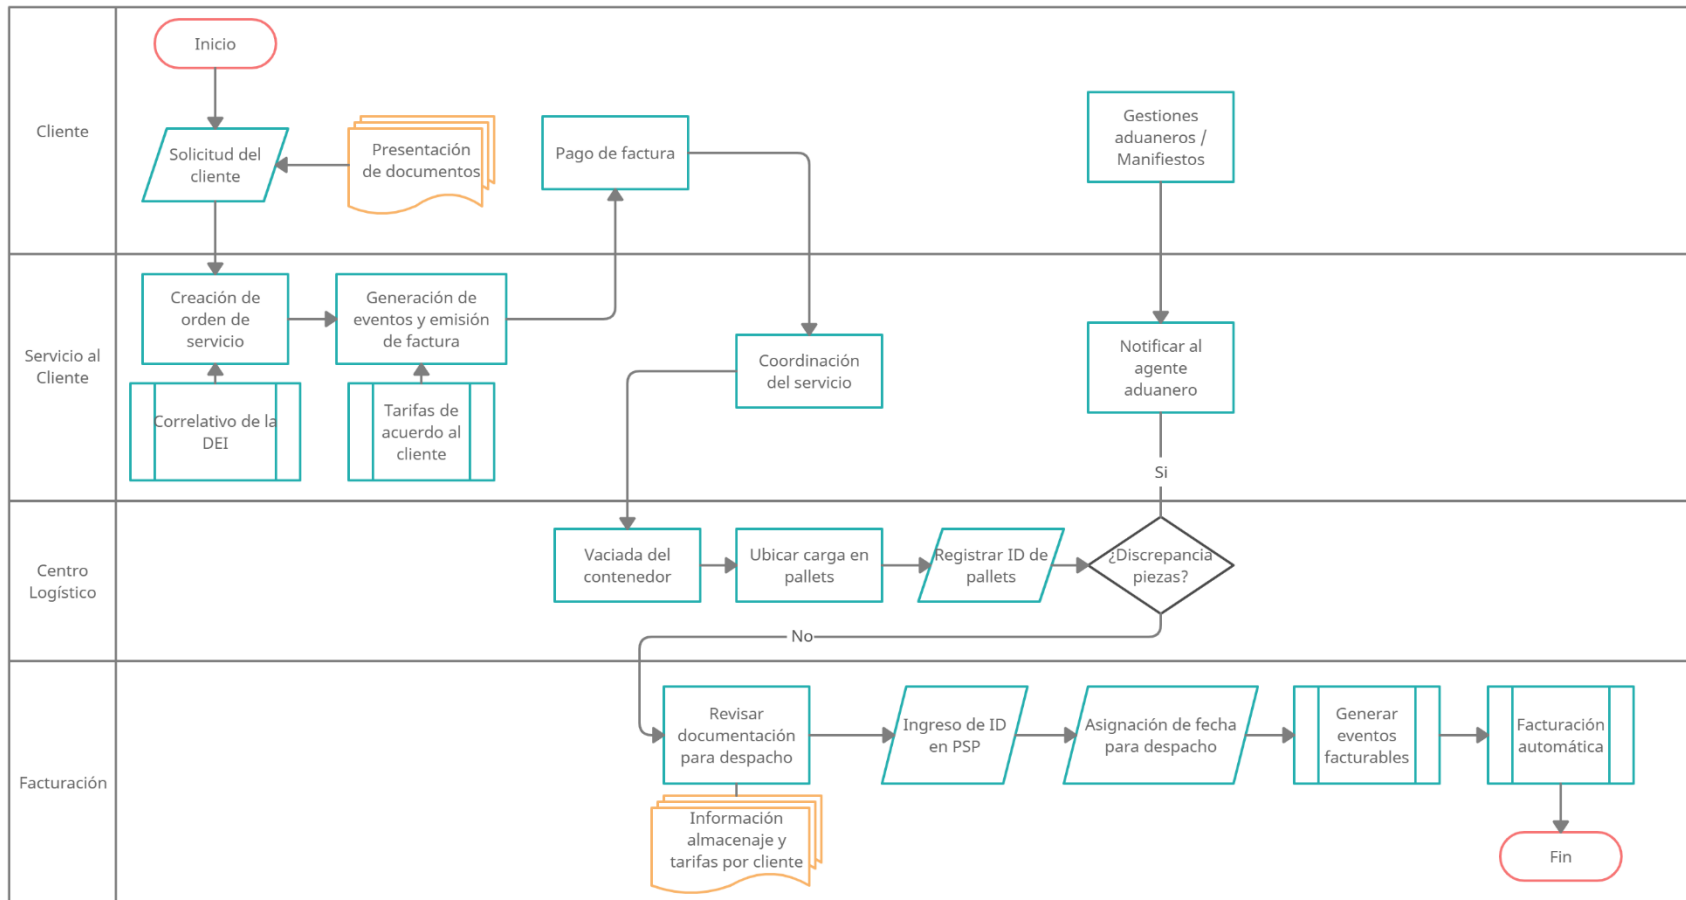 Cliente
Inicio
Solicitud del
cliente
Presentación
de documentos
Pago de factura
Gestiones
aduaneros /
Manifiestos
Servicio al
Cliente
Creación de
orden de
servicio
Generación de
eventos y emisión
de factura
Correlativo de la
DEI
Tarifas de
acuerdo al
cliente
Coordinación
del servicio
Notificar al
agente
aduanero
Si
Centro
Logístico
Vaciada del
contenedor
Ubicar carga en
pallets
Registrar ID de
pallets
¿Discrepancia
piezas?
No
Facturación
Revisar
documentación
para despacho
Información
almacenaje y
tarifas por cliente
Ingreso de ID
en PSP
Asignación de fecha
para despacho
Generar
eventos
facturables
Facturación
automática
Fin